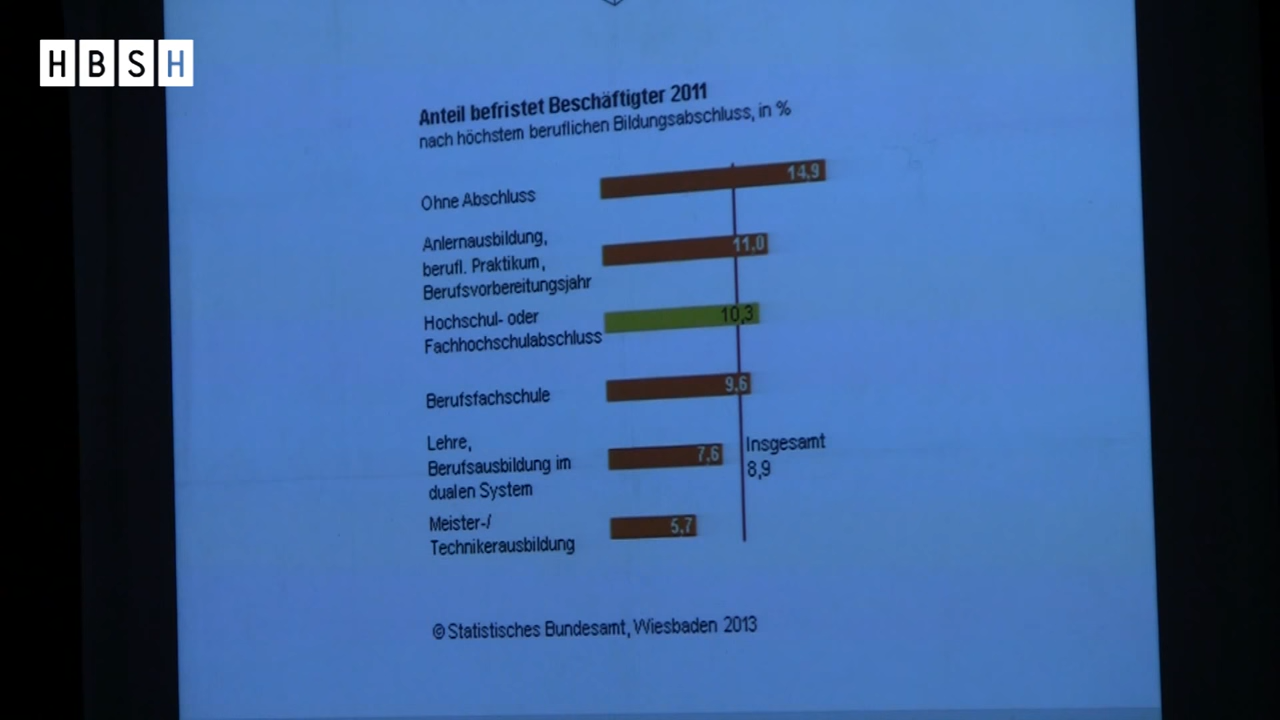 HBSH
Anteil befristet Beschäftigter 2011
nach höchstem beruflichen Bildungsabschluss, in %
Ohne Abschluss
14,9
Anlernausbildung,
berufl. Praktikum,
Berufsvorbereitungsjahr
11,0
Hochschul- oder
Fachhochschulabschluss
10,3
Berufsfachschule
9,6
Lehre,
Berufsausbildung im
dualen System
7,6
Insgesamt
8,9
Meister-/
Technikerausbildung
5,7
© Statistisches Bundesamt, Wiesbaden 2013